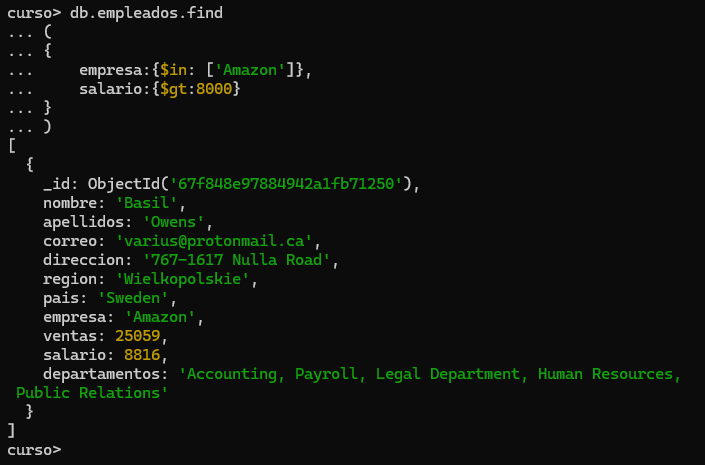 curso> db.empleados.find
... (
... {
...     empresa:{$in: ['Amazon']},
...     salario:{$gt:8000}
... }
... )
[
  {
    _id: ObjectId('67f848e97884942a1fb71250'),
    nombre: 'Basil',
    apellidos: 'Owens',
    correo: 'varius@protonmail.ca',
    direccion: '767-1617 Nulla Road',
    region: 'Wielkopolskie',
    pais: 'Sweden',
    empresa: 'Amazon',
    ventas: 25059,
    salario: 8816,
    departamentos: 'Accounting, Payroll, Legal Department, Human Resources,
 Public Relations'
  }
]
curso>